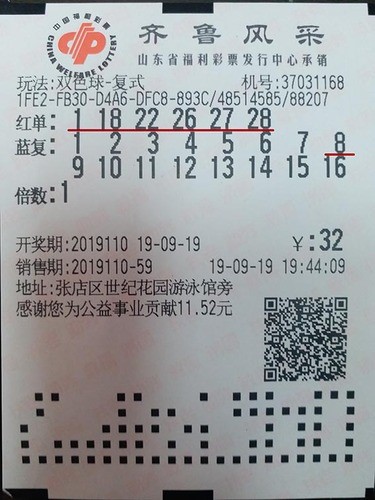 中国福利彩票
CHINA WELFARE LOTTERY
齐鲁风采
山东省福利彩票发行中心承销
玩法:双色球-复式 机号:37031168
1FE2-FB30-D4A6-DFC8-893C/48514585/88207
红单: 1 18 22 26 27 28
蓝复: 1 2 3 4 5 6 7 8
9 10 11 12 13 14 15 16
倍数:1
开奖期:2019110 19-09-19 ¥:32
销售期:2019110-59 19-09-19 19:44:09
地址:张店区世纪花园游泳馆旁
感谢您为公益事业贡献11.52元